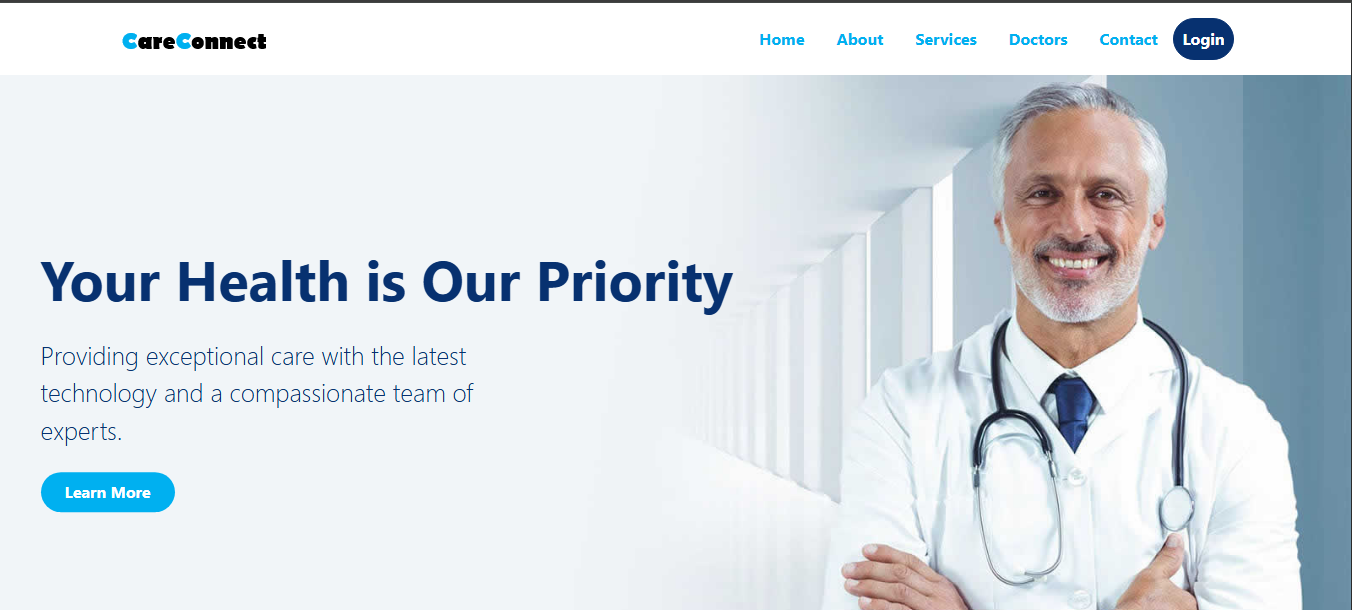 CareConnect
Home About Services Doctors Contact Login
Your Health is Our Priority
Providing exceptional care with the latest
technology and a compassionate team of
experts.
Learn More